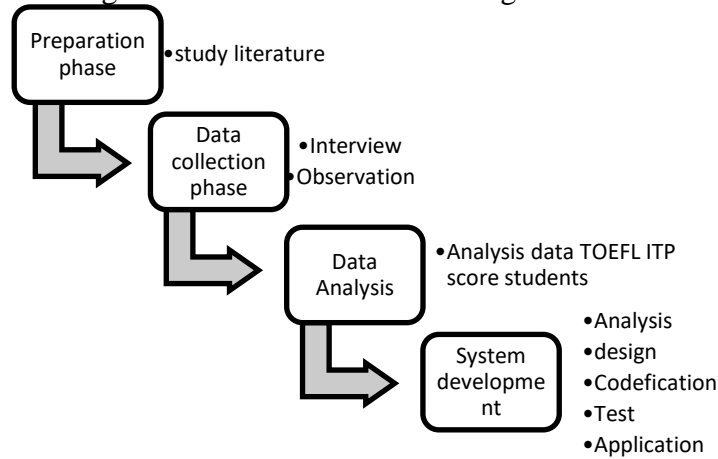 Preparation
phase
•study literature
Data
collection
phase
•Interview
•Observation
Data
Analysis
•Analysis data TOEFL ITP
score students
System
developme
nt
•Analysis
•design
•Codefication
•Test
•Application